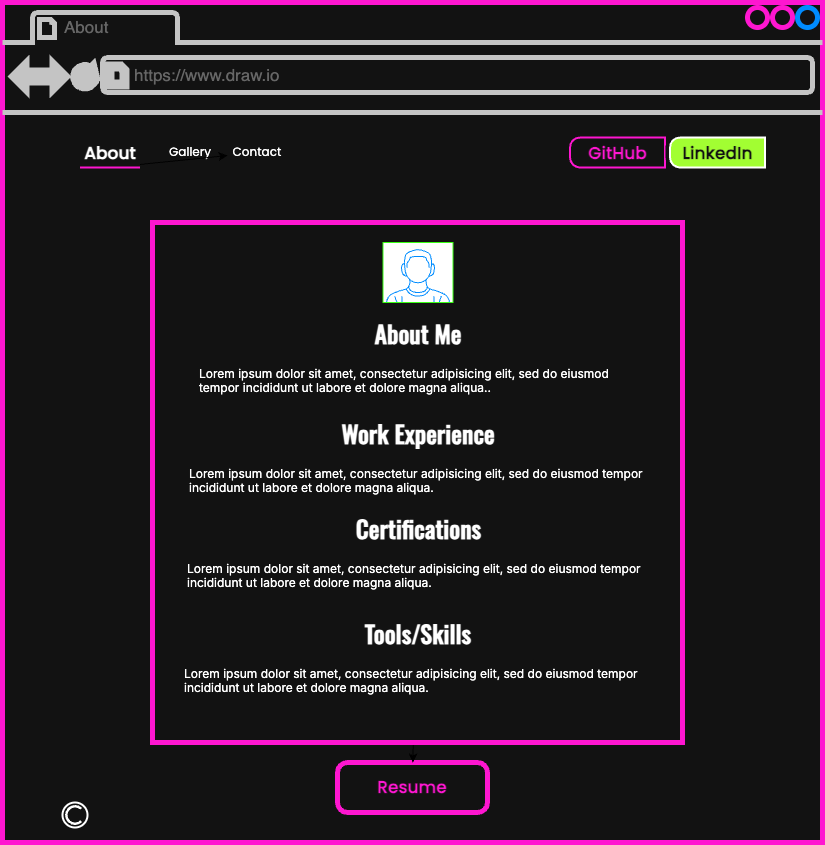 About
https://www.draw.io
About Gallery Contact GitHub LinkedIn
About Me
Lorem ipsum dolor sit amet, consectetur adipisicing elit, sed do eiusmod
tempor incididunt ut labore et dolore magna aliqua..
Work Experience
Lorem ipsum dolor sit amet, consectetur adipisicing elit, sed do eiusmod tempor
incididunt ut labore et dolore magna aliqua.
Certifications
Lorem ipsum dolor sit amet, consectetur adipisicing elit, sed do eiusmod tempor
incididunt ut labore et dolore magna aliqua.
Tools/Skills
Lorem ipsum dolor sit amet, consectetur adipisicing elit, sed do eiusmod tempor
incididunt ut labore et dolore magna aliqua.
Resume
©